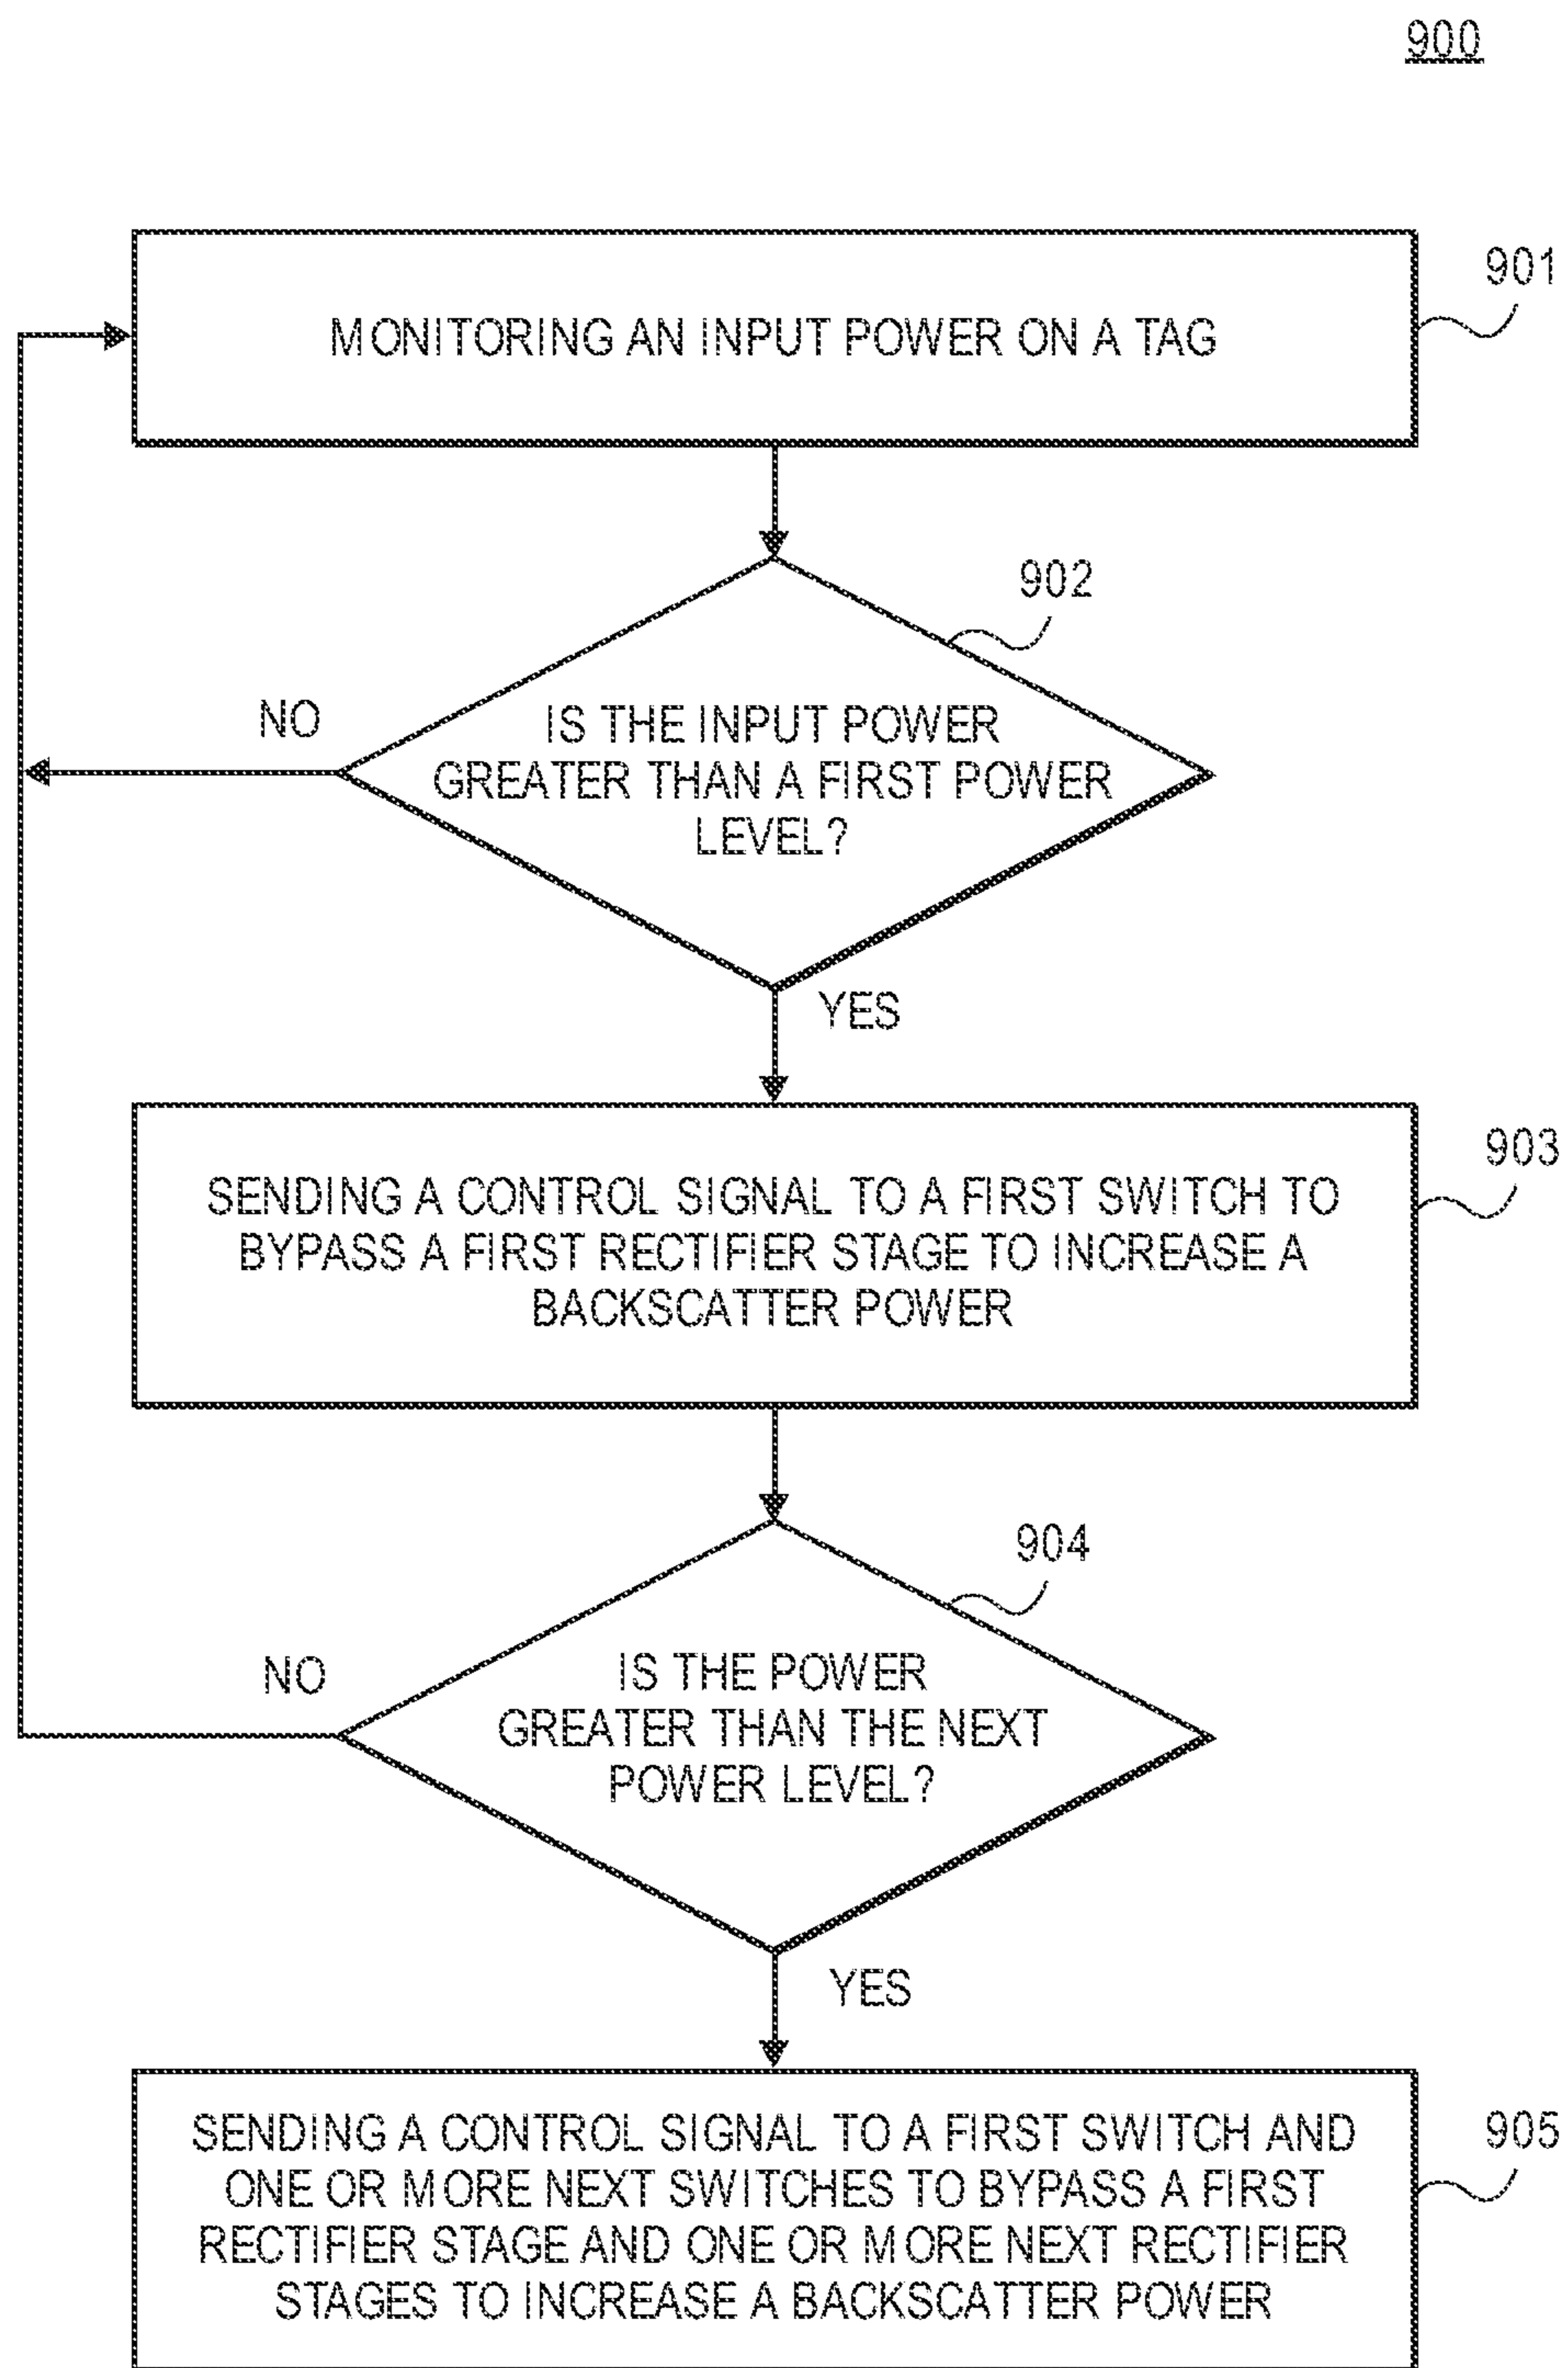 900
901
MONITORING AN INPUT POWER ON A TAG
902
NO
IS THE INPUT POWER
GREATER THAN A FIRST POWER
LEVEL?
YES
903
SENDING A CONTROL SIGNAL TO A FIRST SWITCH TO
BYPASS A FIRST RECTIFIER STAGE TO INCREASE A
BACKSCATTER POWER
904
NO
IS THE POWER
GREATER THAN THE NEXT
POWER LEVEL?
YES
905
SENDING A CONTROL SIGNAL TO A FIRST SWITCH AND
ONE OR MORE NEXT SWITCHES TO BYPASS A FIRST
RECTIFIER STAGE AND ONE OR MORE NEXT RECTIFIER
STAGES TO INCREASE A BACKSCATTER POWER